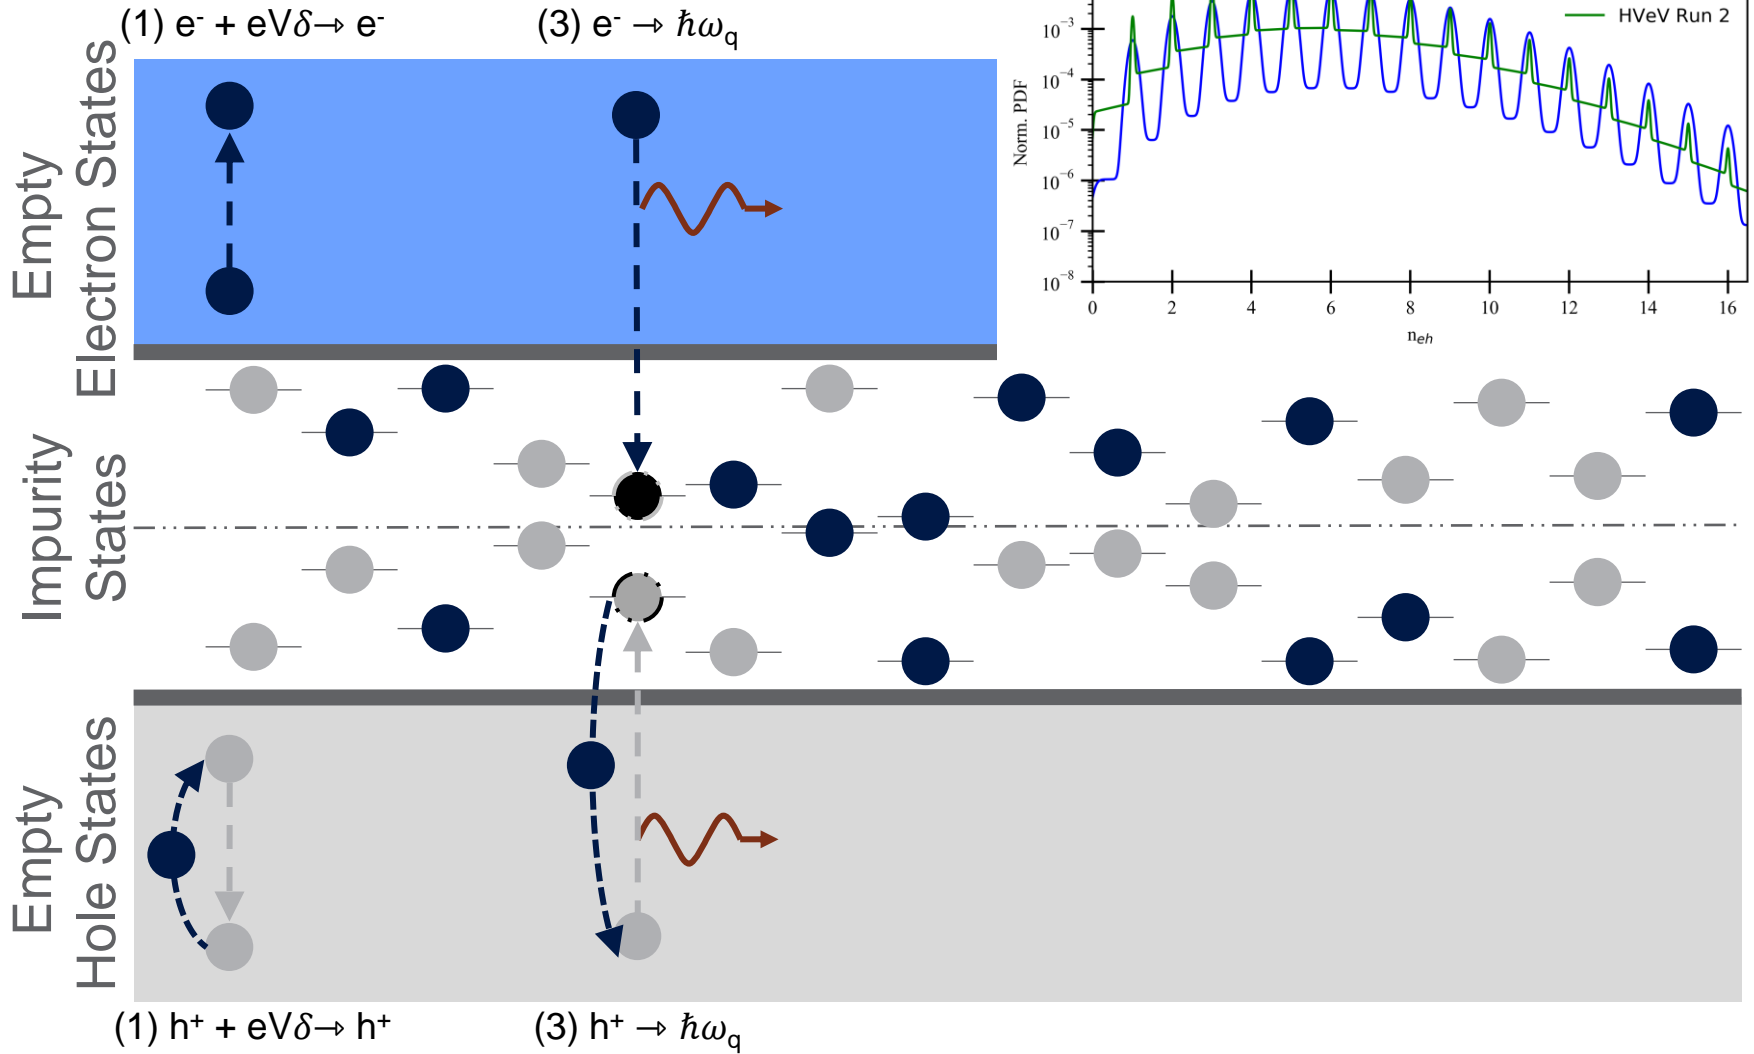 (1) e⁻ + eVδ→ e⁻
(3) e⁻ → ℏω_q
HVeV Run 2
10⁻³
10⁻⁴
10⁻⁵
10⁻⁶
10⁻⁷
10⁻⁸
Norm. PDF
0 2 4 6 8 10 12 14 16
n_eh
Empty
Electron States
Impurity
States
Empty
Hole States
(1) h⁺ + eVδ→ h⁺
(3) h⁺ → ℏω_q